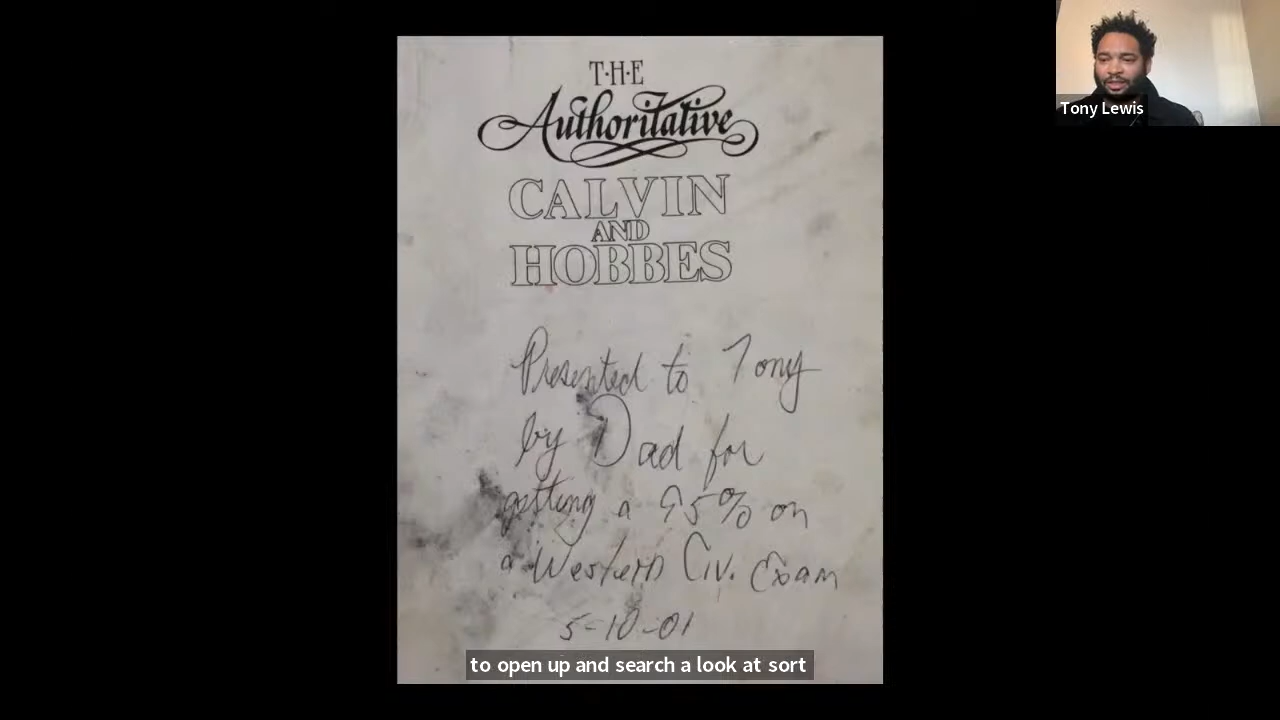 T·H·E
Authoritative
CALVIN
AND
HOBBES
Presented to Tony
by Dad for
getting a 95% on
a Western Civ. Exam
5-10-01
to open up and search a look at sort
Tony Lewis